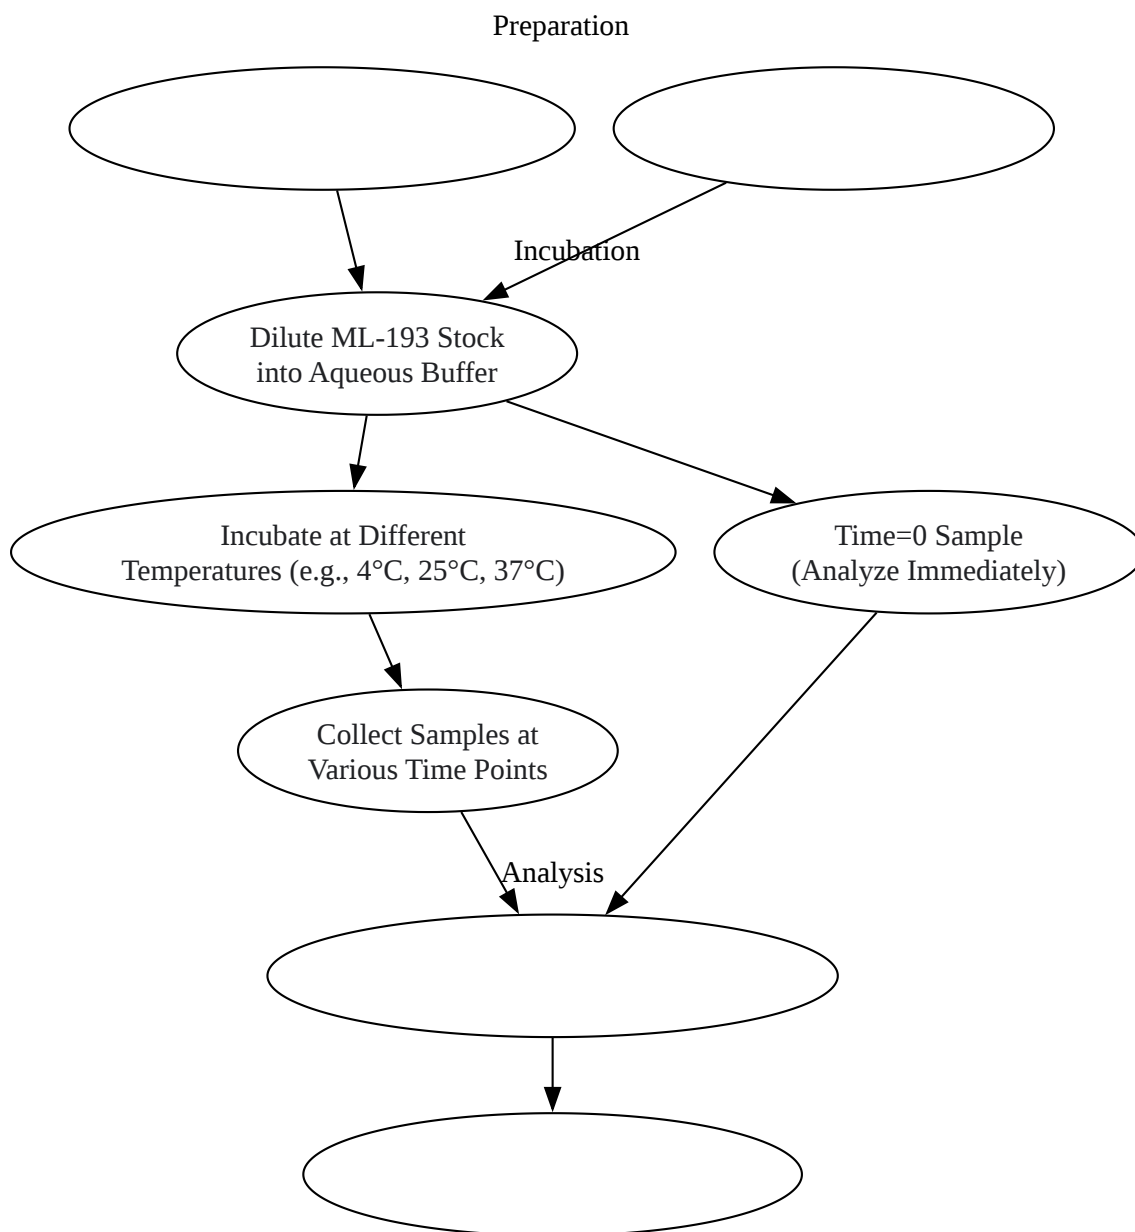 Preparation
Incubation
Dilute ML-193 Stock
into Aqueous Buffer
Incubate at Different
Temperatures (e.g., 4°C, 25°C, 37°C)
Time=0 Sample
(Analyze Immediately)
Collect Samples at
Various Time Points
Analysis